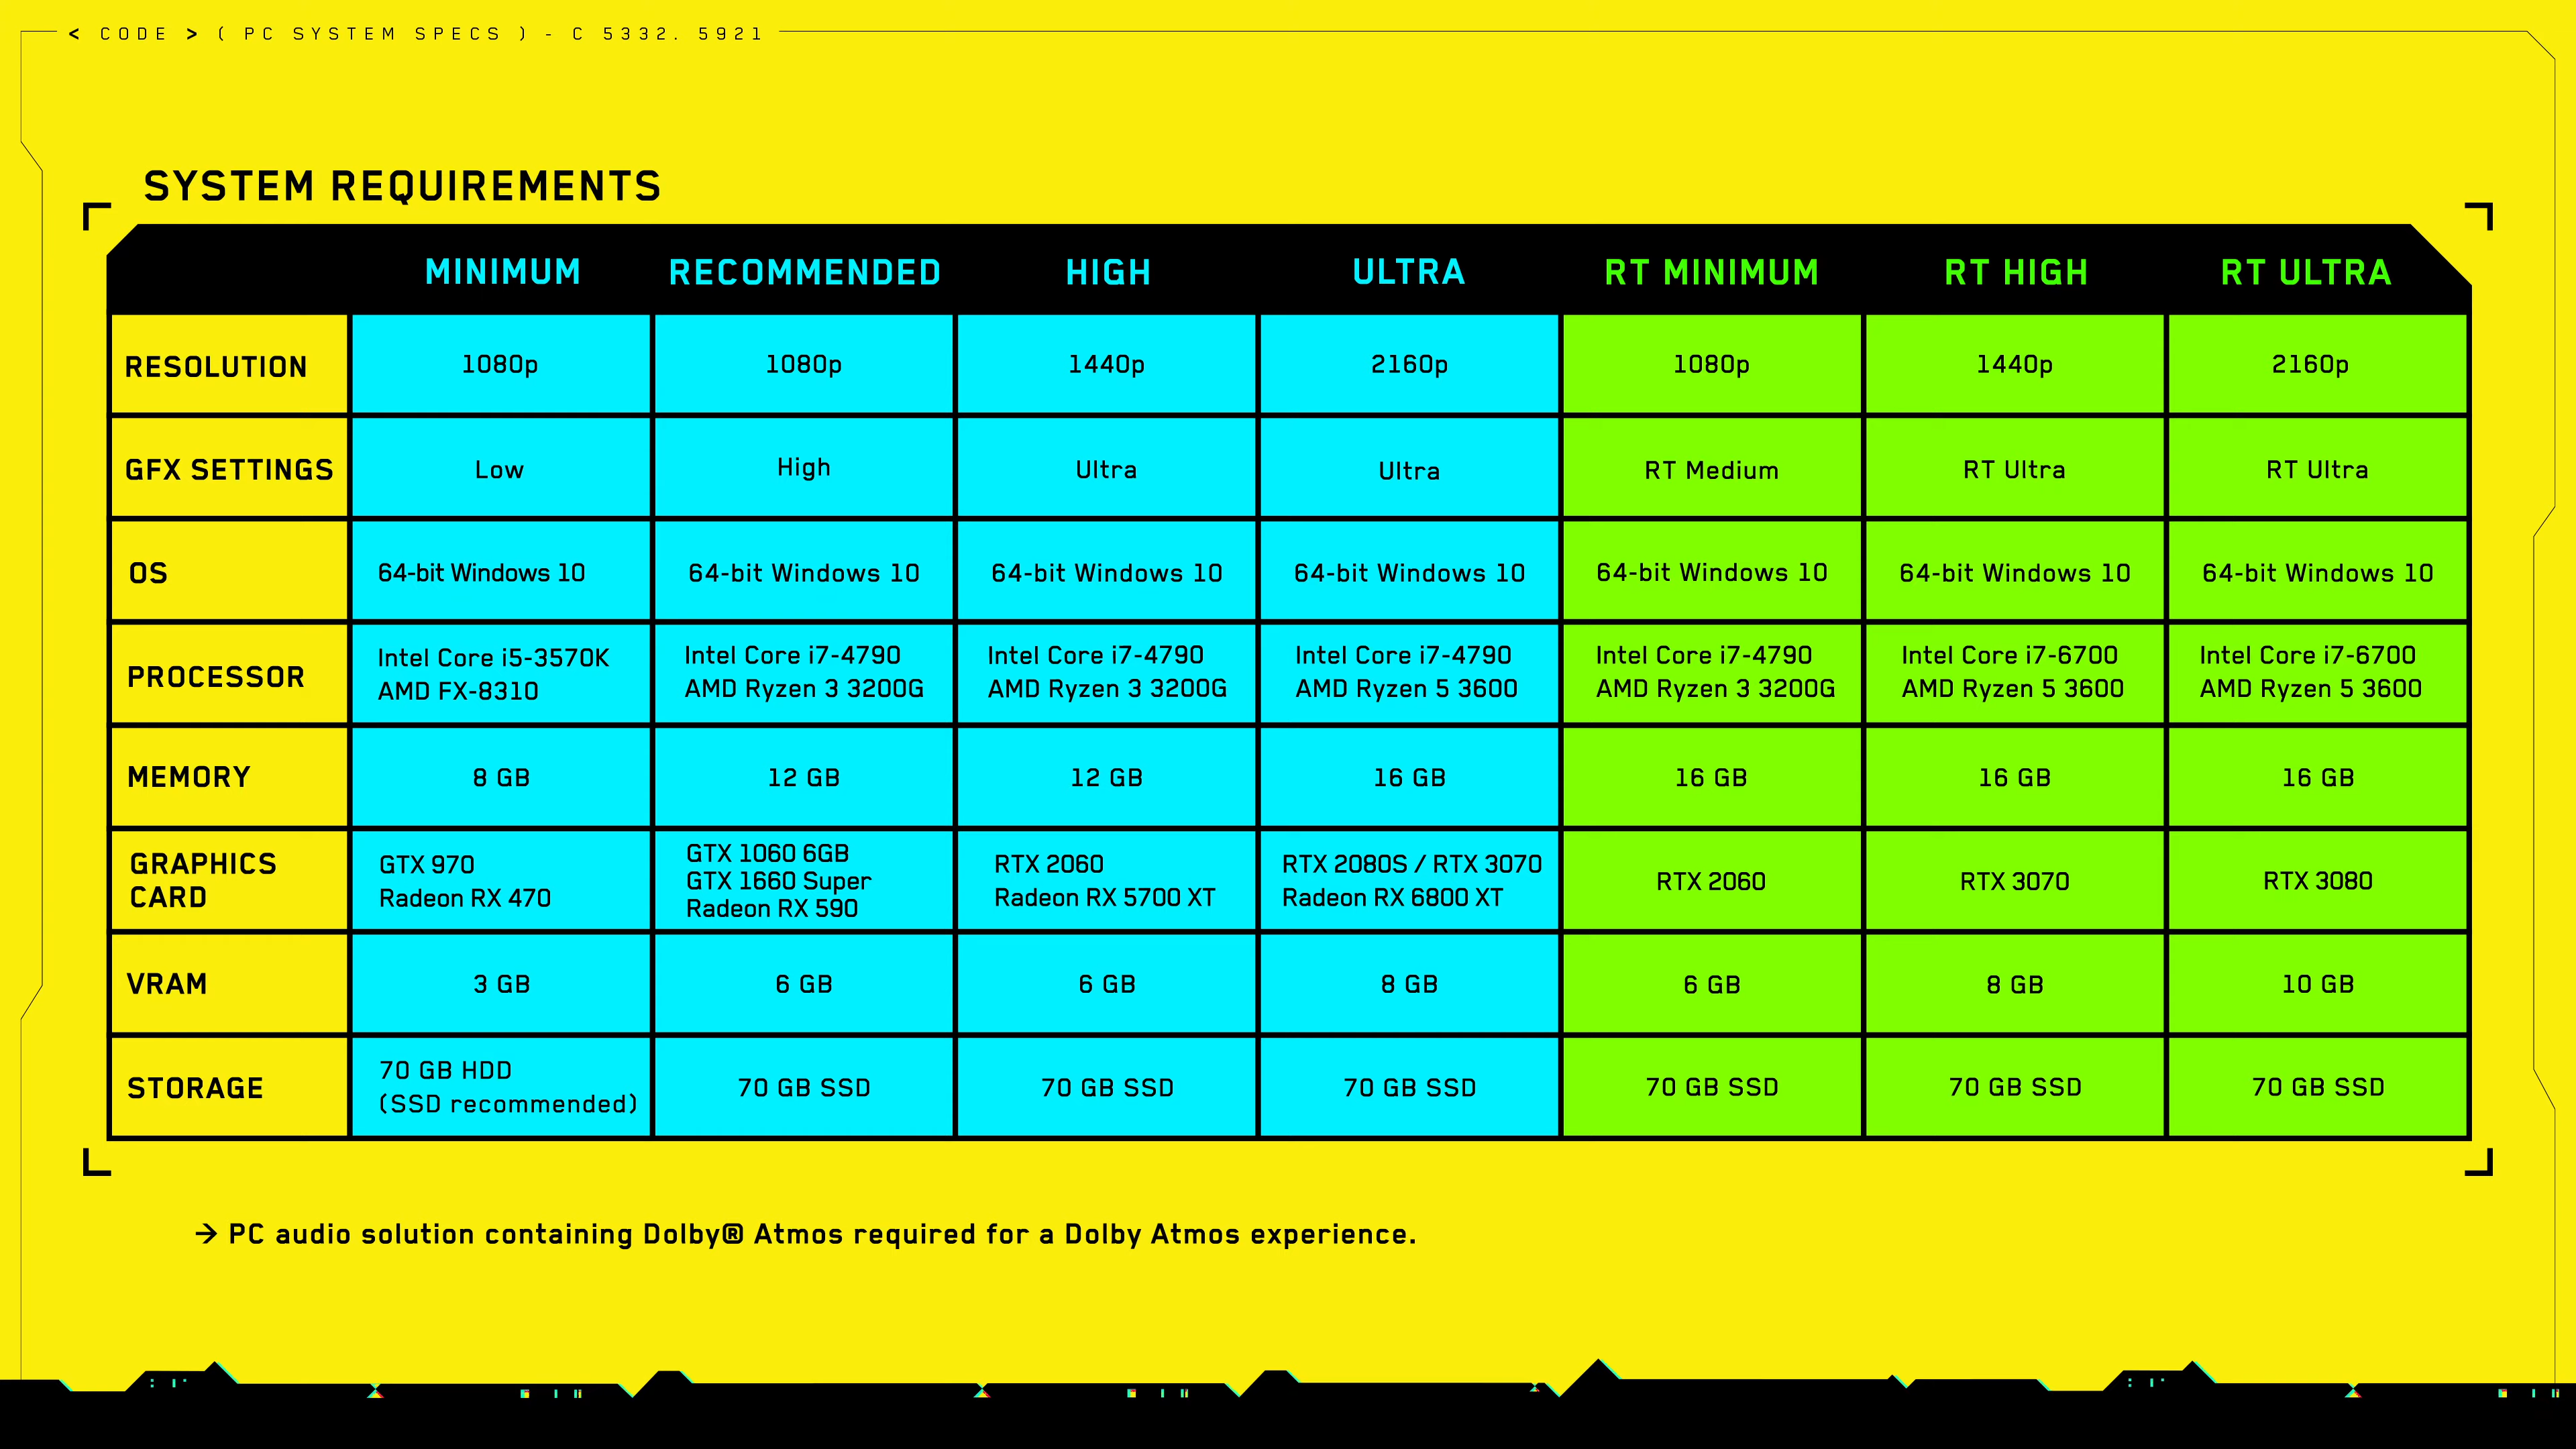 < CODE > ( PC SYSTEM SPECS ) - C 5332. 5921
SYSTEM REQUIREMENTS
MINIMUM RECOMMENDED HIGH ULTRA RT MINIMUM RT HIGH RT ULTRA
RESOLUTION 1080p 1080p 1440p 2160p 1080p 1440p 2160p
GFX SETTINGS Low High Ultra Ultra RT Medium RT Ultra RT Ultra
OS 64-bit Windows 10 64-bit Windows 10 64-bit Windows 10 64-bit Windows 10 64-bit Windows 10 64-bit Windows 10 64-bit Windows 10
PROCESSOR
Intel Core i5-3570K
AMD FX-8310
Intel Core i7-4790
AMD Ryzen 3 3200G
Intel Core i7-4790
AMD Ryzen 3 3200G
Intel Core i7-4790
AMD Ryzen 5 3600
Intel Core i7-4790
AMD Ryzen 3 3200G
Intel Core i7-6700
AMD Ryzen 5 3600
Intel Core i7-6700
AMD Ryzen 5 3600
MEMORY 8 GB 12 GB 12 GB 16 GB 16 GB 16 GB 16 GB
GRAPHICS
CARD
GTX 970
Radeon RX 470
GTX 1060 6GB
GTX 1660 Super
Radeon RX 590
RTX 2060
Radeon RX 5700 XT
RTX 2080S / RTX 3070
Radeon RX 6800 XT
RTX 2060
RTX 3070
RTX 3080
VRAM 3 GB 6 GB 6 GB 8 GB 6 GB 8 GB 10 GB
STORAGE
70 GB HDD
(SSD recommended)
70 GB SSD
70 GB SSD
70 GB SSD
70 GB SSD
70 GB SSD
70 GB SSD
→ PC audio solution containing Dolby® Atmos required for a Dolby Atmos experience.